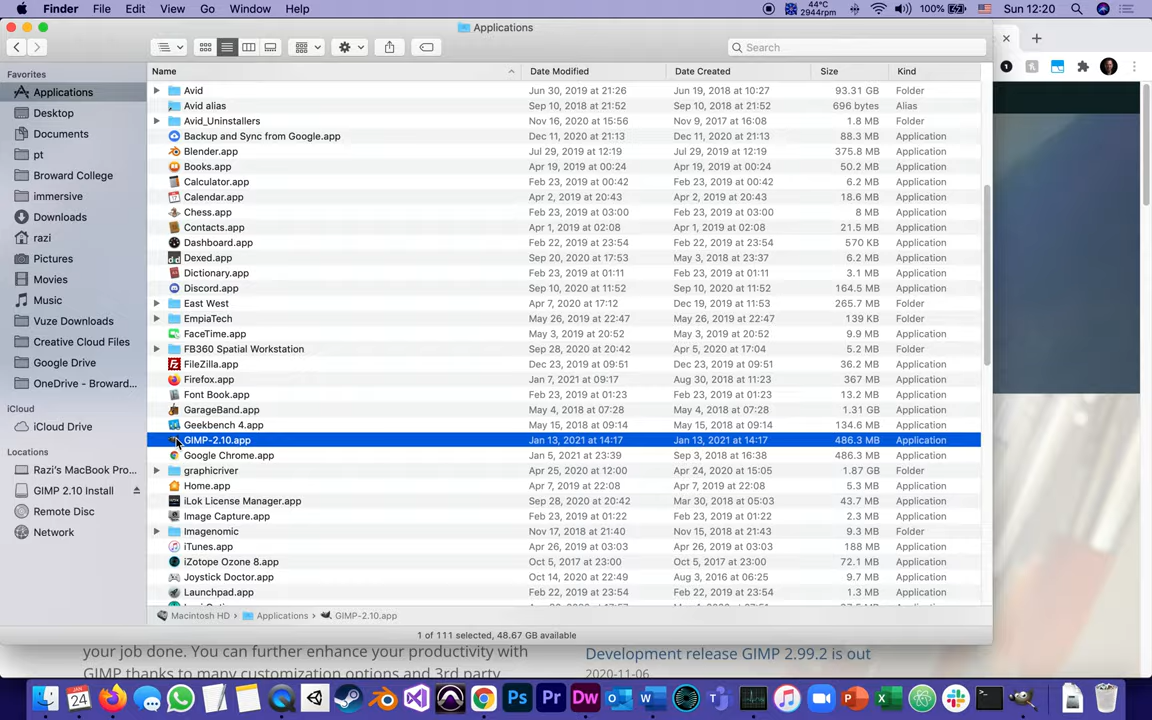 Finder File Edit View Go Window Help
44°C
2944rpm
100%
Sun 12:20
Applications
Search
Favorites
Applications
Desktop
Documents
pt
Broward College
immersive
Downloads
razi
Pictures
Movies
Music
Vuze Downloads
Creative Cloud Files
Google Drive
OneDrive - Broward...
iCloud
iCloud Drive
Locations
Razi's MacBook Pro...
GIMP 2.10 Install
Remote Disc
Network
Name Date Modified Date Created Size Kind
Avid Jun 30, 2019 at 21:26 Jun 19, 2018 at 10:27 93.31 GB Folder
Avid alias Sep 10, 2018 at 21:52 Sep 10, 2018 at 21:52 696 bytes Alias
Avid_Uninstallers Nov 16, 2020 at 15:56 Nov 9, 2017 at 16:08 1.8 MB Folder
Backup and Sync from Google.app Dec 11, 2020 at 21:13 Dec 11, 2020 at 21:13 88.3 MB Application
Blender.app Jul 29, 2019 at 12:19 Jul 29, 2019 at 12:19 375.8 MB Application
Books.app Apr 19, 2019 at 00:24 Apr 19, 2019 at 00:24 50.2 MB Application
Calculator.app Feb 23, 2019 at 00:42 Feb 23, 2019 at 00:42 6.2 MB Application
Calendar.app Apr 2, 2019 at 20:43 Apr 2, 2019 at 20:43 18.6 MB Application
Chess.app Feb 23, 2019 at 03:00 Feb 23, 2019 at 03:00 8 MB Application
Contacts.app Apr 1, 2019 at 02:08 Apr 1, 2019 at 02:08 21.5 MB Application
Dashboard.app Feb 22, 2019 at 23:54 Feb 22, 2019 at 23:54 570 KB Application
Dexed.app Sep 20, 2020 at 17:53 May 3, 2018 at 23:37 6.2 MB Application
Dictionary.app Feb 23, 2019 at 01:11 Feb 23, 2019 at 01:11 3.1 MB Application
Discord.app Sep 10, 2020 at 11:52 Sep 10, 2020 at 11:52 164.5 MB Application
East West Apr 7, 2020 at 17:12 Dec 19, 2019 at 11:53 265.7 MB Folder
EmpiaTech May 26, 2019 at 22:47 May 26, 2019 at 22:47 139 KB Folder
FaceTime.app May 3, 2019 at 20:52 May 3, 2019 at 20:52 9.9 MB Application
FB360 Spatial Workstation Sep 28, 2020 at 20:42 Apr 5, 2020 at 17:04 5.2 MB Folder
FileZilla.app Dec 23, 2019 at 09:51 Dec 23, 2019 at 09:51 36.2 MB Application
Firefox.app Jan 7, 2021 at 09:17 Aug 30, 2018 at 11:23 367 MB Application
Font Book.app Feb 23, 2019 at 01:23 Feb 23, 2019 at 01:23 13.2 MB Application
GarageBand.app May 4, 2018 at 07:28 May 4, 2018 at 07:28 1.31 GB Application
Geekbench 4.app May 15, 2018 at 09:14 May 15, 2018 at 09:14 134.6 MB Application
GIMP-2.10.app Jan 13, 2021 at 14:17 Jan 13, 2021 at 14:17 486.3 MB Application
Google Chrome.app Jan 5, 2021 at 23:39 Sep 3, 2018 at 16:38 486.3 MB Application
graphicriver Apr 25, 2020 at 12:00 Apr 24, 2020 at 15:05 1.87 GB Folder
Home.app Apr 7, 2019 at 22:08 Apr 7, 2019 at 22:08 5.3 MB Application
iLok License Manager.app Sep 28, 2020 at 20:42 Mar 30, 2018 at 05:03 43.7 MB Application
Image Capture.app Feb 23, 2019 at 01:22 Feb 23, 2019 at 01:22 2.3 MB Application
Imagenomic Nov 17, 2018 at 21:40 Nov 15, 2018 at 21:43 9.3 MB Folder
iTunes.app Apr 26, 2019 at 03:03 Apr 26, 2019 at 03:03 188 MB Application
iZotope Ozone 8.app Oct 5, 2017 at 23:00 Oct 5, 2017 at 23:00 72.1 MB Application
Joystick Doctor.app Oct 14, 2020 at 22:49 Aug 3, 2016 at 06:25 9.7 MB Application
Launchpad.app Feb 22, 2019 at 23:54 Feb 22, 2019 at 23:54 1.3 MB Application
Macintosh HD Applications GIMP-2.10.app
1 of 111 selected, 48.67 GB available
your job done. You can further enhance your productivity with
GIMP thanks to many customization options and 3rd party
Development release GIMP 2.99.2 is out
2020-11-06
24
Ps
Pr
Dw